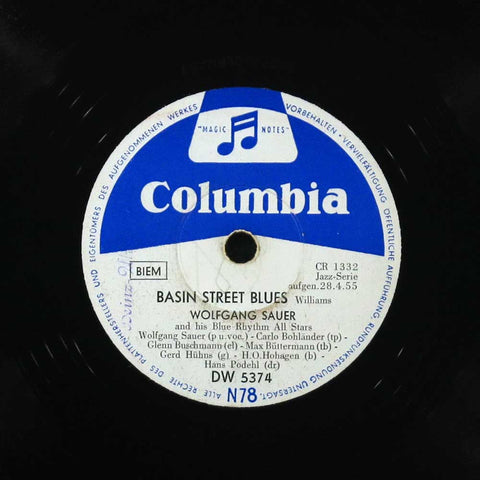 DES PLATTENHERSTELLERS UND EIGENTÜMERS DES AUFGENOMMENEN WERKES VORBEHALTEN · VERVIELFÄLTIGUNG ÖFFENTLICHE AUFFÜHRUNG RUNDFUNKSENDUNG UNTERSAGT. ALLE RECHTE
"MAGIC NOTES"
Columbia
BIEM
CR 1332
Jazz-Serie
aufgen. 28.4.55
BASIN STREET BLUES Williams
WOLFGANG SAUER
and his Blue Rhythm All Stars
Wolfgang Sauer (p u.voc.) - Carlo Bohländer (tp)
Glenn Buschmann (el) - Max Büttermann (tb) -
Gerd Hühns (g) - H.O.Hohagen (b) -
Hans Podehl (dr)
DW 5374
N78